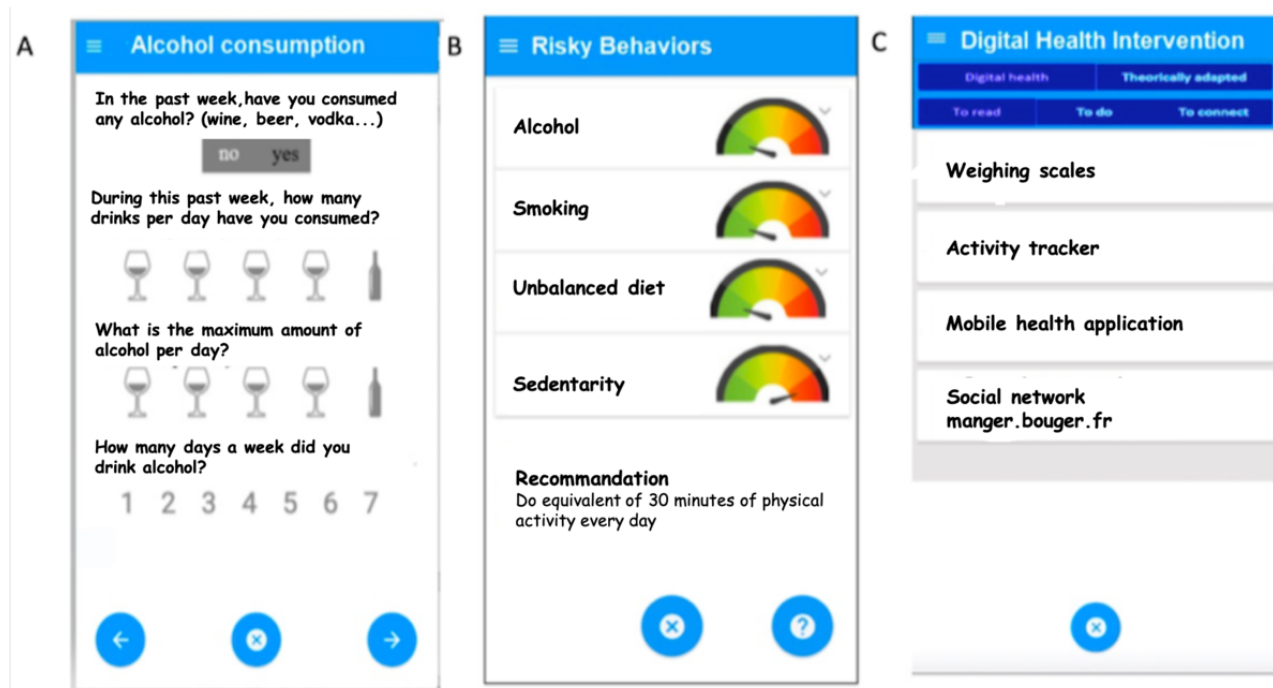 A
Alcohol consumption
In the past week,have you consumed
any alcohol? (wine, beer, vodka...)
no yes
During this past week, how many
drinks per day have you consumed?
What is the maximum amount of
alcohol per day?
How many days a week did you
drink alcohol?
1 2 3 4 5 6 7
B
Risky Behaviors
Alcohol
Smoking
Unbalanced diet
Sedentarity
Recommandation
Do equivalent of 30 minutes of physical
activity every day
?
C
Digital Health Intervention
Digital health Theorically adapted
To read To do To connect
Weighing scales
Activity tracker
Mobile health application
Social network
manger.bouger.fr